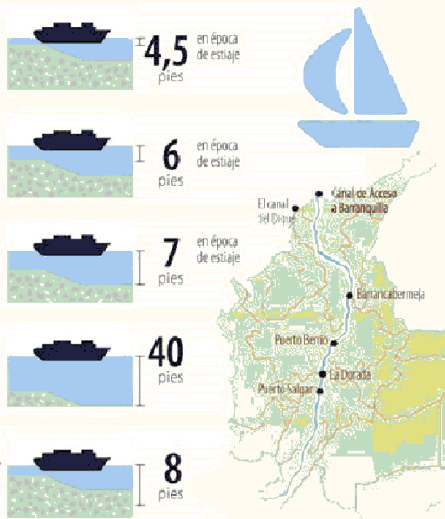 4,5
pies
en época
de estiaje
6
pies
en época
de estiaje
7
pies
en época
de estiaje
40
pies
8
pies
Canal de Acceso
a Barranquilla
El canal
del Dique
Barrancabermeja
Puerto Berrío
La Dorada
Puerto Salgar